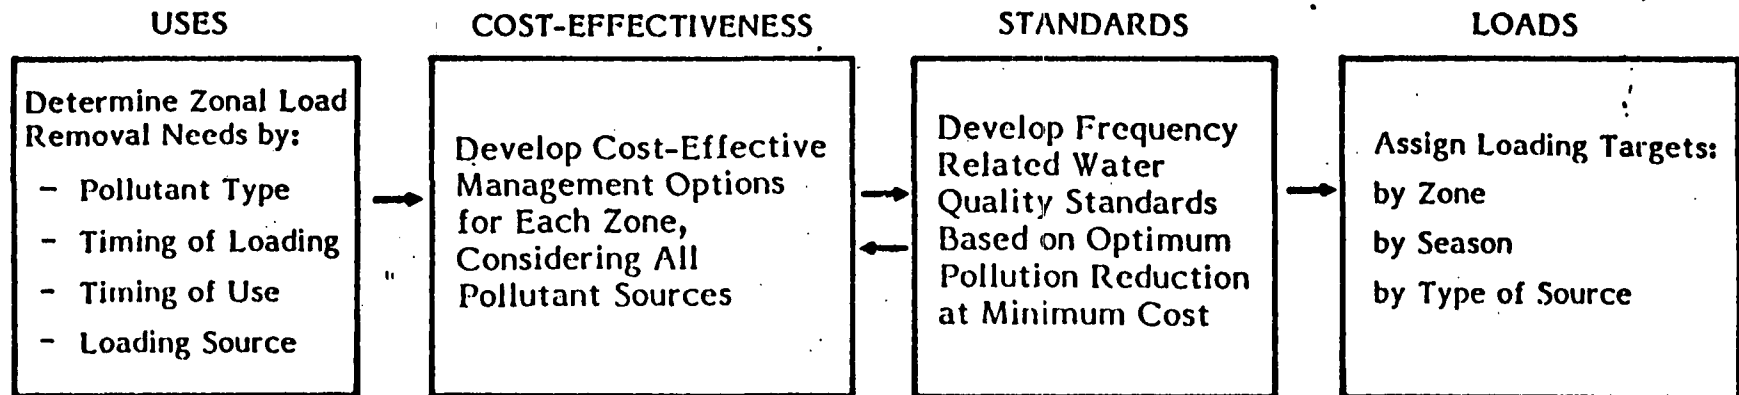 USES
Determine Zonal Load
Removal Needs by:
- Pollutant Type
- Timing of Loading
- Timing of Use
- Loading Source
COST-EFFECTIVENESS
Develop Cost-Effective
Management Options
for Each Zone,
Considering All
Pollutant Sources
STANDARDS
Develop Frequency
Related Water
Quality Standards
Based on Optimum
Pollution Reduction
at Minimum Cost
LOADS
Assign Loading Targets:
by Zone
by Season
by Type of Source